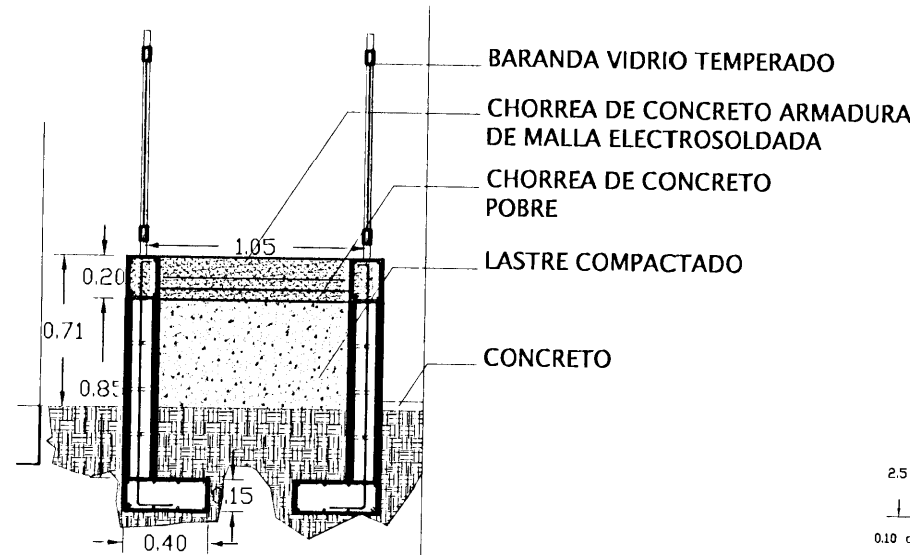 BARANDA VIDRIO TEMPERADO
CHORREA DE CONCRETO ARMADURA
DE MALLA ELECTROSOLDADA
CHORREA DE CONCRETO
POBRE
LASTRE COMPACTADO
CONCRETO
1.05
0.20
0.71
0.85
.15
0.40
2.5
0.10